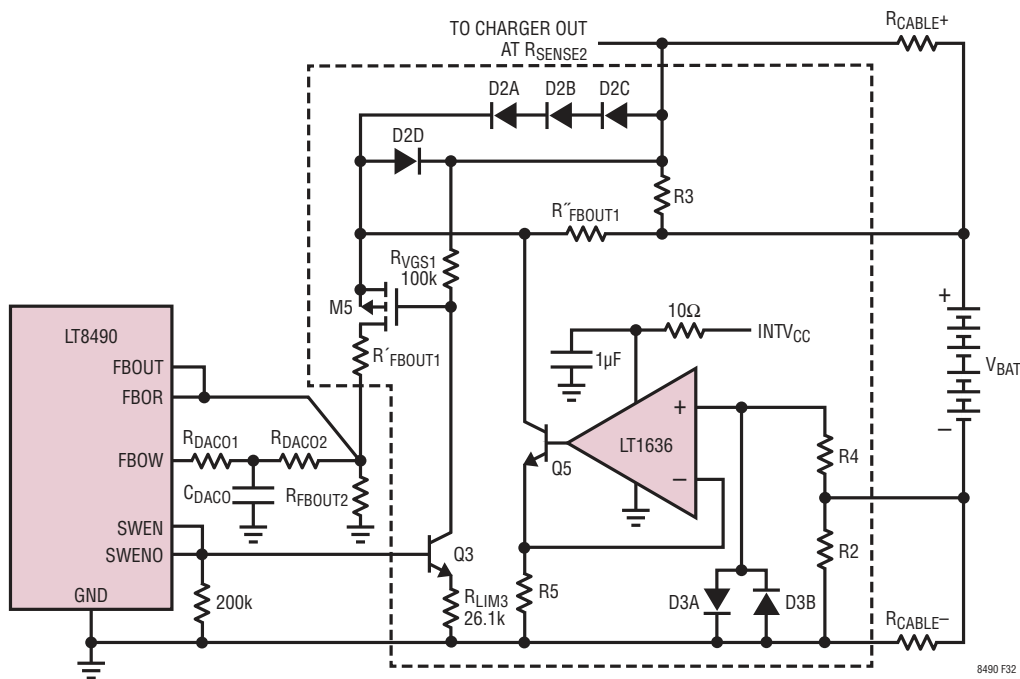 TO CHARGER OUT
AT RSENSE2
RCABLE+
D2A
D2B
D2C
D2D
R3
R˝FBOUT1
RVGS1
100k
M5
10Ω
INTVCC
1µF
+
VBAT
−
LT8490
FBOUT
FBOR
R´FBOUT1
+
LT1636
−
R4
RDACO1
RDACO2
FBOW
CDACO
RFBOUT2
Q5
SWEN
SWENO
Q3
R2
GND
200k
RLIM3
26.1k
R5
D3A
D3B
RCABLE−
8490 F32